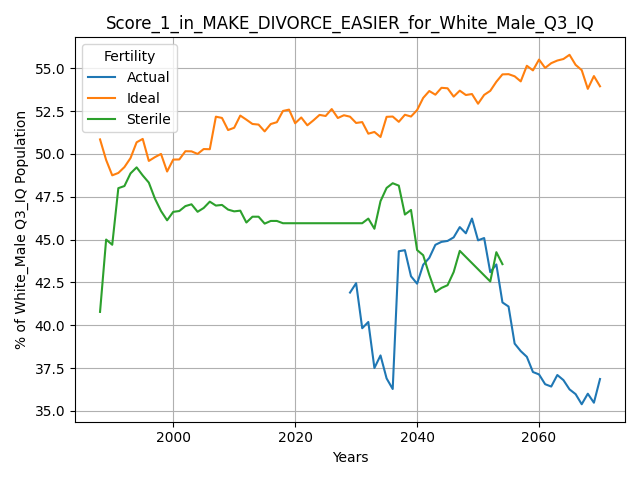 Score_1_in_MAKE_DIVORCE_EASIER_for_White_Male_Q3_IQ
Fertility
Actual
Ideal
Sterile
% of White_Male Q3_IQ Population
55.0
52.5
50.0
47.5
45.0
42.5
40.0
37.5
35.0
2000
2020
2040
2060
Years